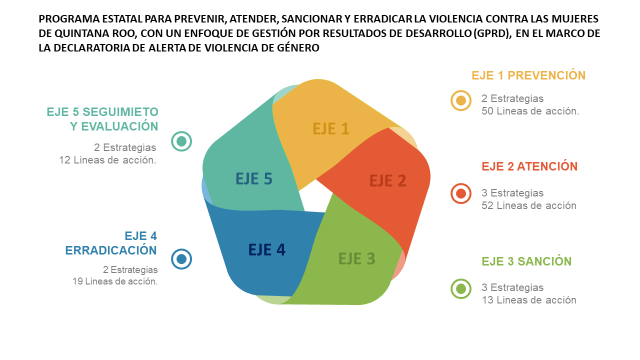 PROGRAMA ESTATAL PARA PREVENIR, ATENDER, SANCIONAR Y ERRADICAR LA VIOLENCIA CONTRA LAS MUJERES
DE QUINTANA ROO, CON UN ENFOQUE DE GESTIÓN POR RESULTADOS DE DESARROLLO (GPRD), EN EL MARCO DE
LA DECLARATORIA DE ALERTA DE VIOLENCIA DE GÉNERO
EJE 1 PREVENCIÓN
2 Estrategias
50 Lineas de acción.
EJE 2 ATENCIÓN
3 Estrategias
52 Lineas de acción
EJE 3 SANCIÓN
3 Estrategias
13 Lineas de acción
EJE 4
ERRADICACIÓN
2 Estrategias
19 Lineas de acción.
EJE 5 SEGUIMIETO
Y EVALUACIÓN
2 Estrategias
12 Lineas de acción.
EJE 1
EJE 2
EJE 3
EJE 4
EJE 5